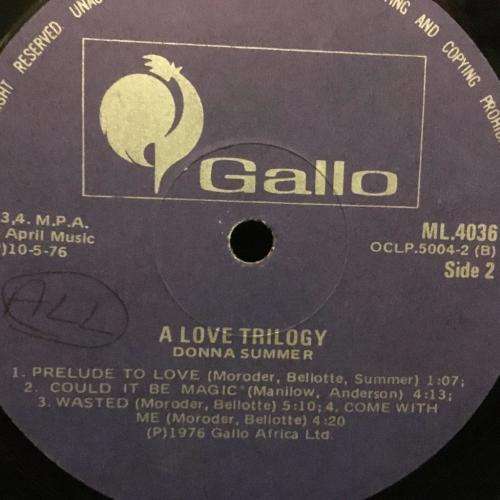 GHT RESERVED UNAU
NG AND COPYING PROHI
Gallo
3,4. M.P.A.
April Music
)10-5-76
ML.4036
OCLP.5004-2 (B)
Side 2
ALL
A LOVE TRILOGY
DONNA SUMMER
1. PRELUDE TO LOVE (Moroder, Bellotte, Summer) 1:07;
2. COULD IT BE MAGIC (Manilow, Anderson) 4:13;
3. WASTED (Moroder, Bellotte) 5:10; 4. COME WITH
ME (Moroder, Bellotte) 4:20
(P)1976 Gallo Africa Ltd.